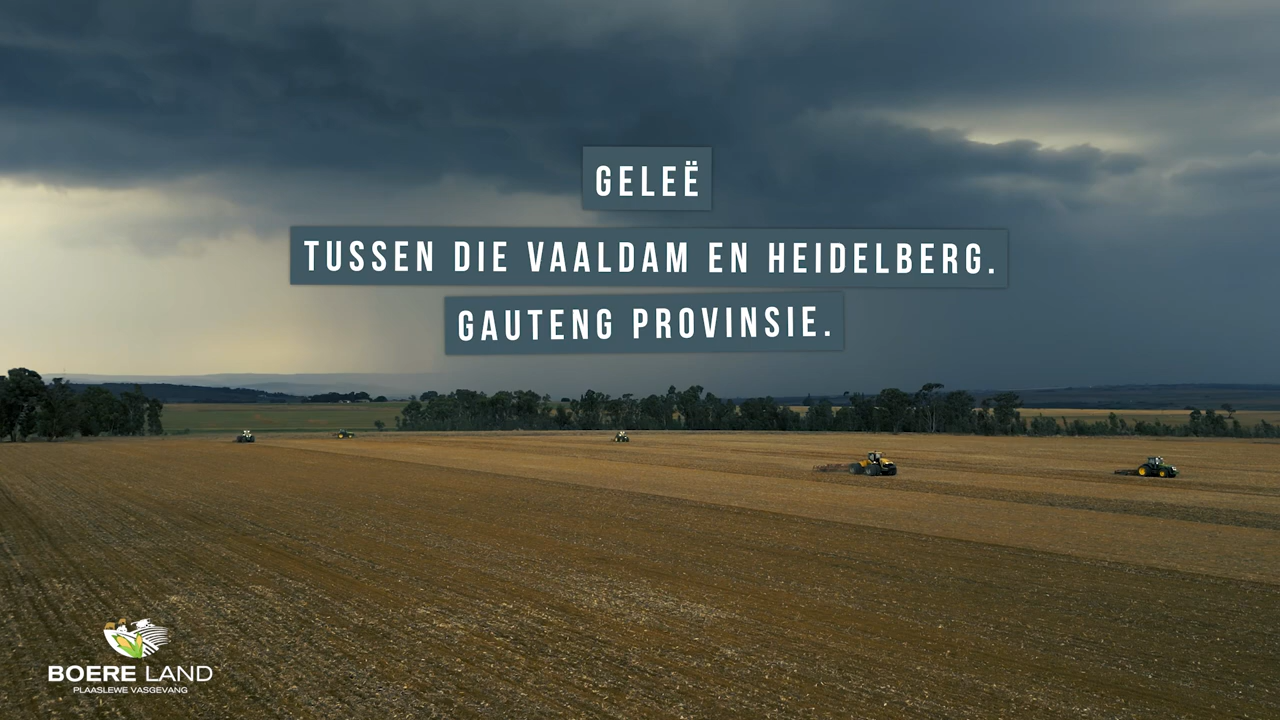 GELEË
TUSSEN DIE VAALDAM EN HEIDELBERG.
GAUTENG PROVINSIE.
BOERE LAND
PLAASLEWE VASGEVANG